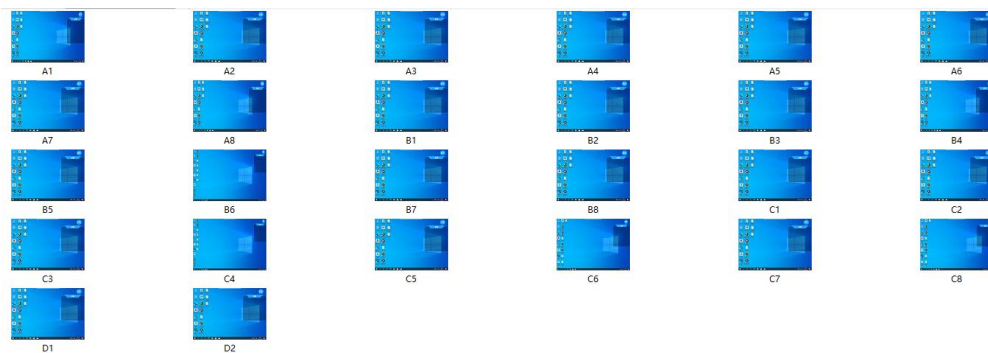 A1 A2 A3 A4 A5 A6
A7 A8 B1 B2 B3 B4
B5 B6 B7 B8 C1 C2
C3 C4 C5 C6 C7 C8
D1 D2